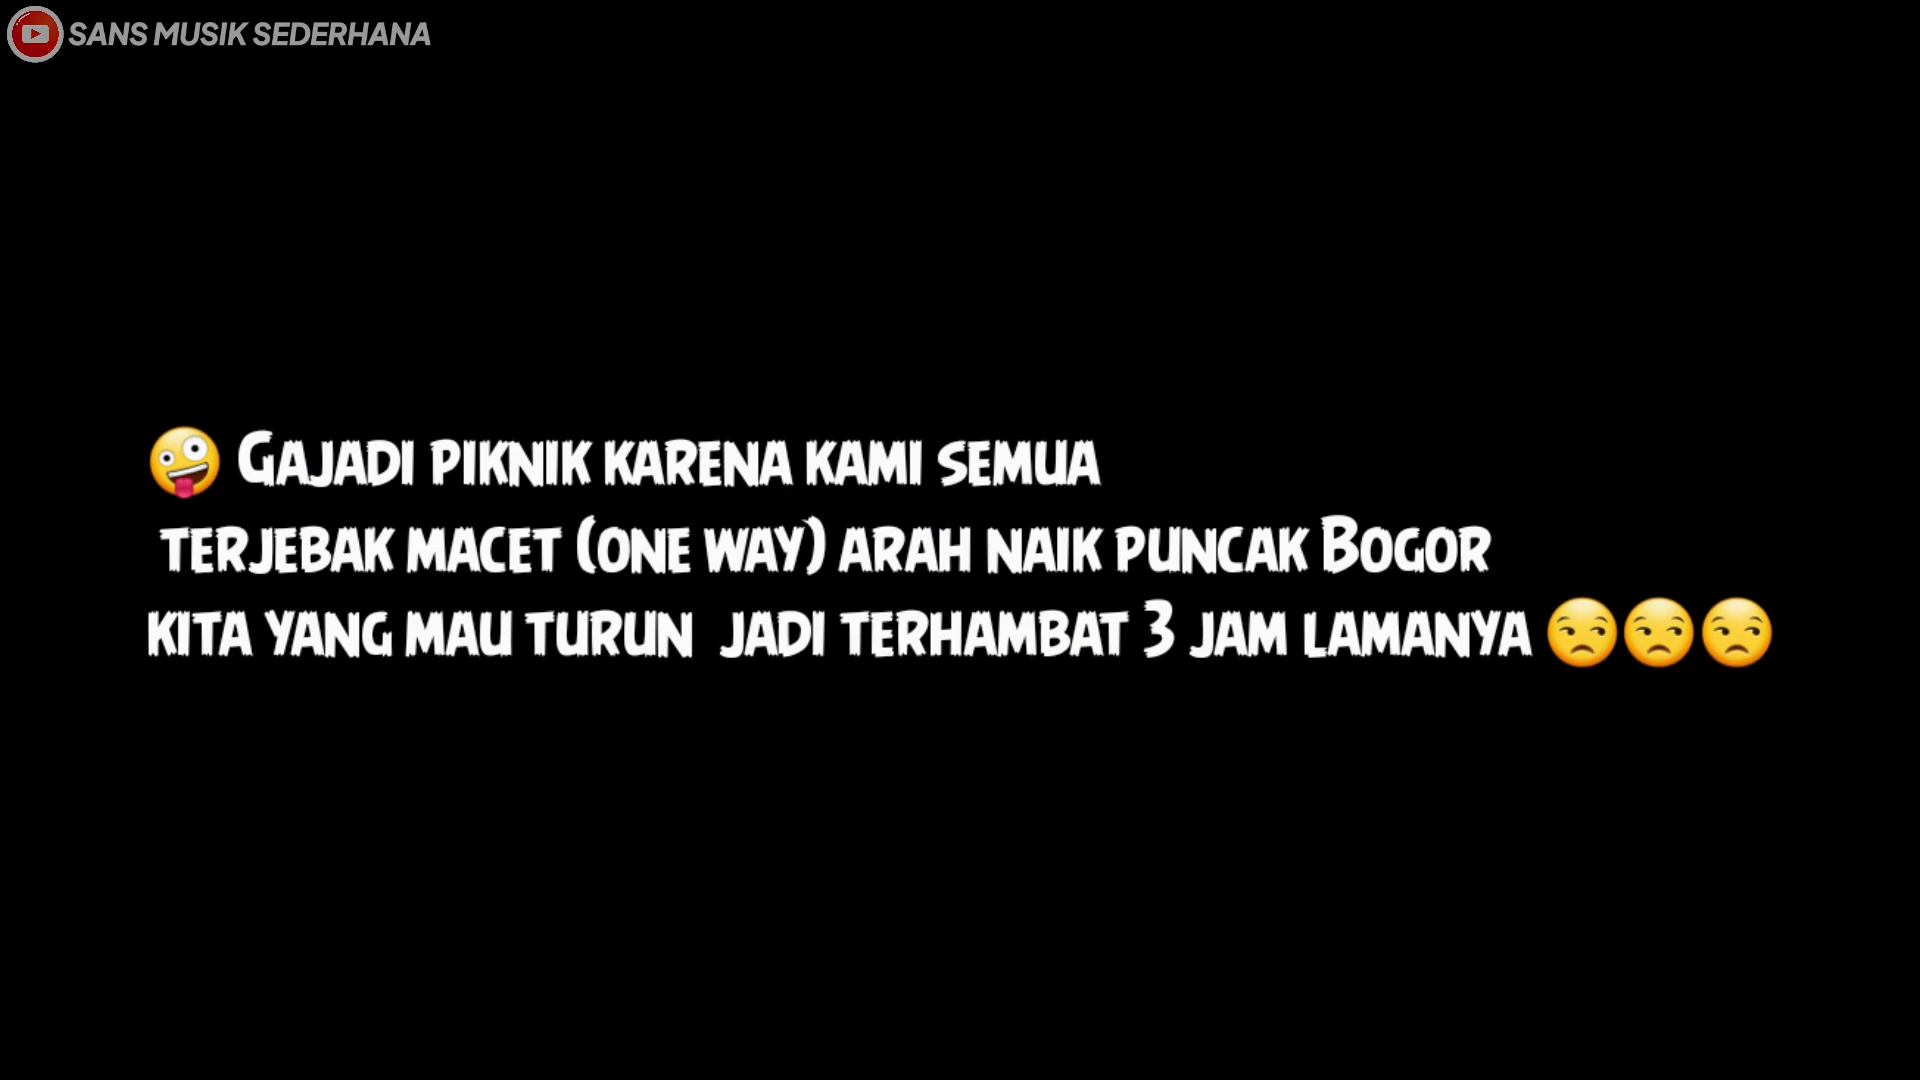 SANS MUSIK SEDERHANA
🤪 Gajadi piknik karena kami semua
terjebak macet (one way) arah naik puncak Bogor
kita yang mau turun jadi terhambat 3 jam lamanya 😒😒😒